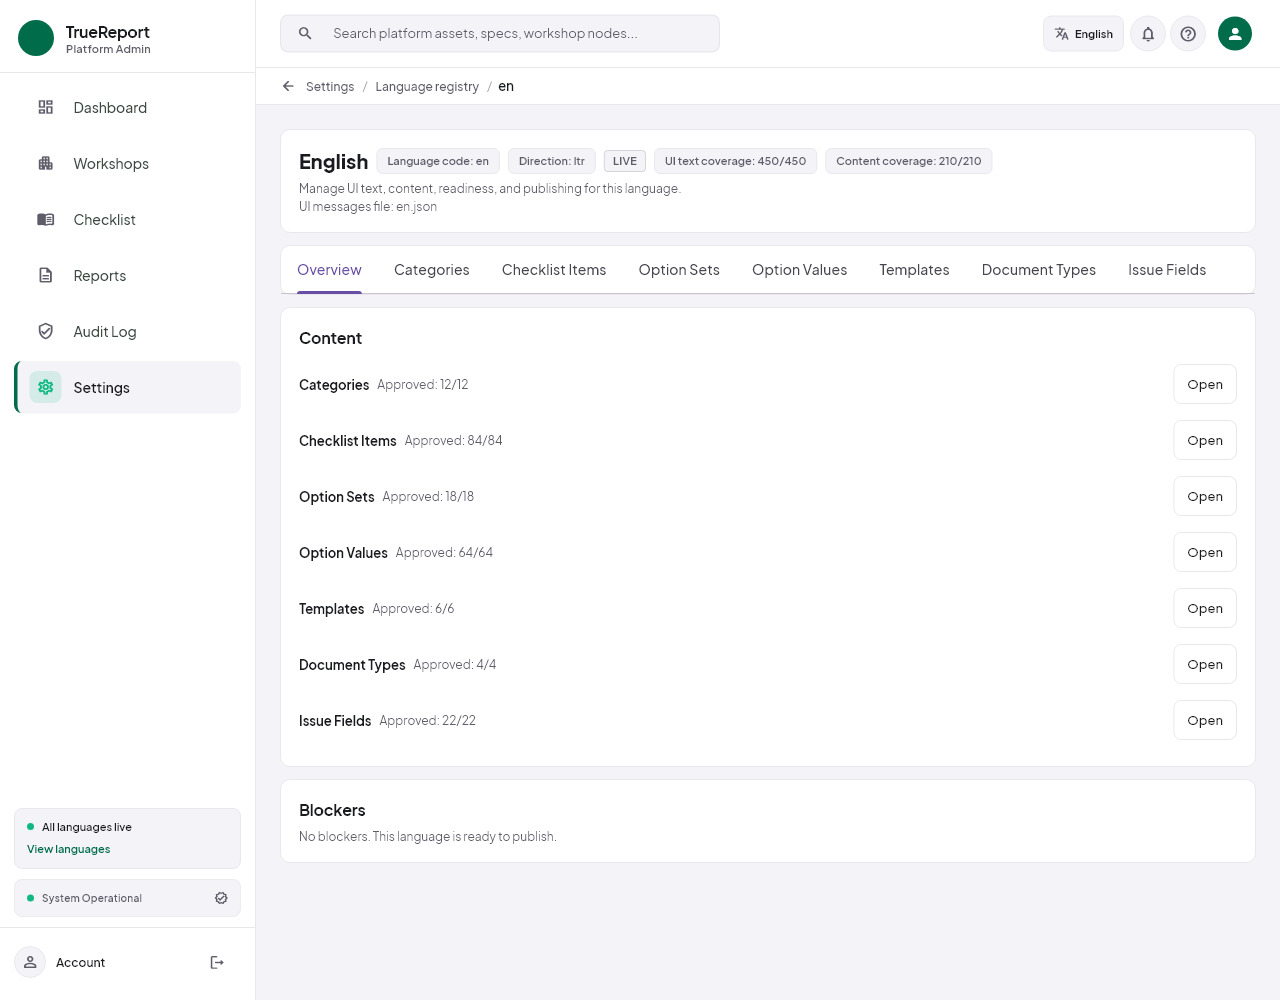 TrueReport
Platform Admin
Dashboard
Workshops
Checklist
Reports
Audit Log
Settings
All languages live
View languages
System Operational
Account
Search platform assets, specs, workshop nodes...
English
Settings / Language registry / en
English Language code: en Direction: ltr LIVE UI text coverage: 450/450 Content coverage: 210/210
Manage UI text, content, readiness, and publishing for this language.
UI messages file: en.json
Overview Categories Checklist Items Option Sets Option Values Templates Document Types Issue Fields
Content
Categories Approved: 12/12 Open
Checklist Items Approved: 84/84 Open
Option Sets Approved: 18/18 Open
Option Values Approved: 64/64 Open
Templates Approved: 6/6 Open
Document Types Approved: 4/4 Open
Issue Fields Approved: 22/22 Open
Blockers
No blockers. This language is ready to publish.